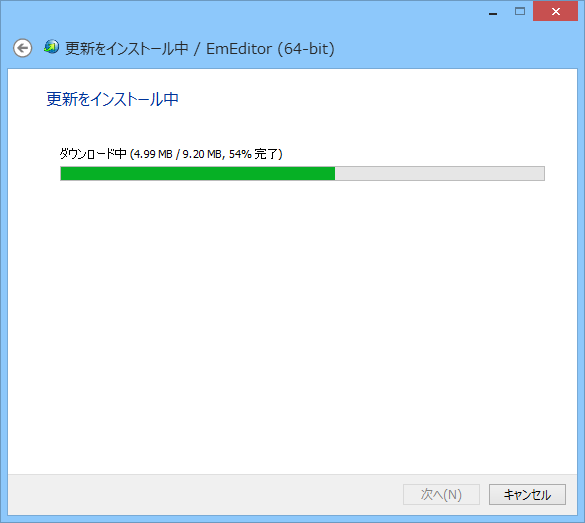 更新をインストール中 / EmEditor (64-bit)
更新をインストール中
ダウンロード中 (4.99 MB / 9.20 MB, 54% 完了)
次へ(N)
キャンセル